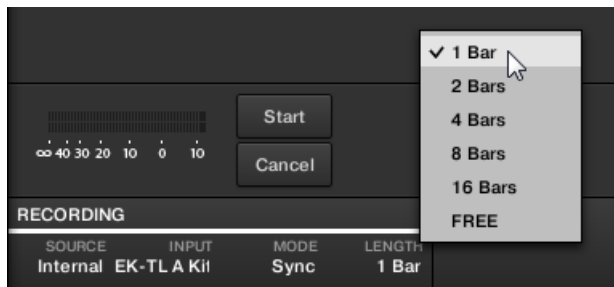 1 Bar
2 Bars
4 Bars
8 Bars
16 Bars
FREE
Start
Cancel
∞ 40 30 20 10 0 10
RECORDING
SOURCE INPUT MODE LENGTH
Internal EK-TL A Kit Sync 1 Bar